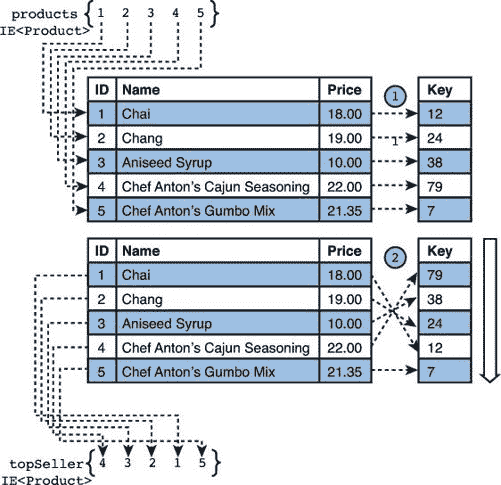 products { 1 2 3 4 5 }
IE<Product>
ID Name Price 1 Key
1 Chai 18.00 12
2 Chang 19.00 1 24
3 Aniseed Syrup 10.00 38
4 Chef Anton's Cajun Seasoning 22.00 79
5 Chef Anton's Gumbo Mix 21.35 7
ID Name Price 2 Key
1 Chai 18.00 79
2 Chang 19.00 38
3 Aniseed Syrup 10.00 24
4 Chef Anton's Cajun Seasoning 22.00 12
5 Chef Anton's Gumbo Mix 21.35 7
topSeller { 4 3 2 1 5 }
IE<Product>